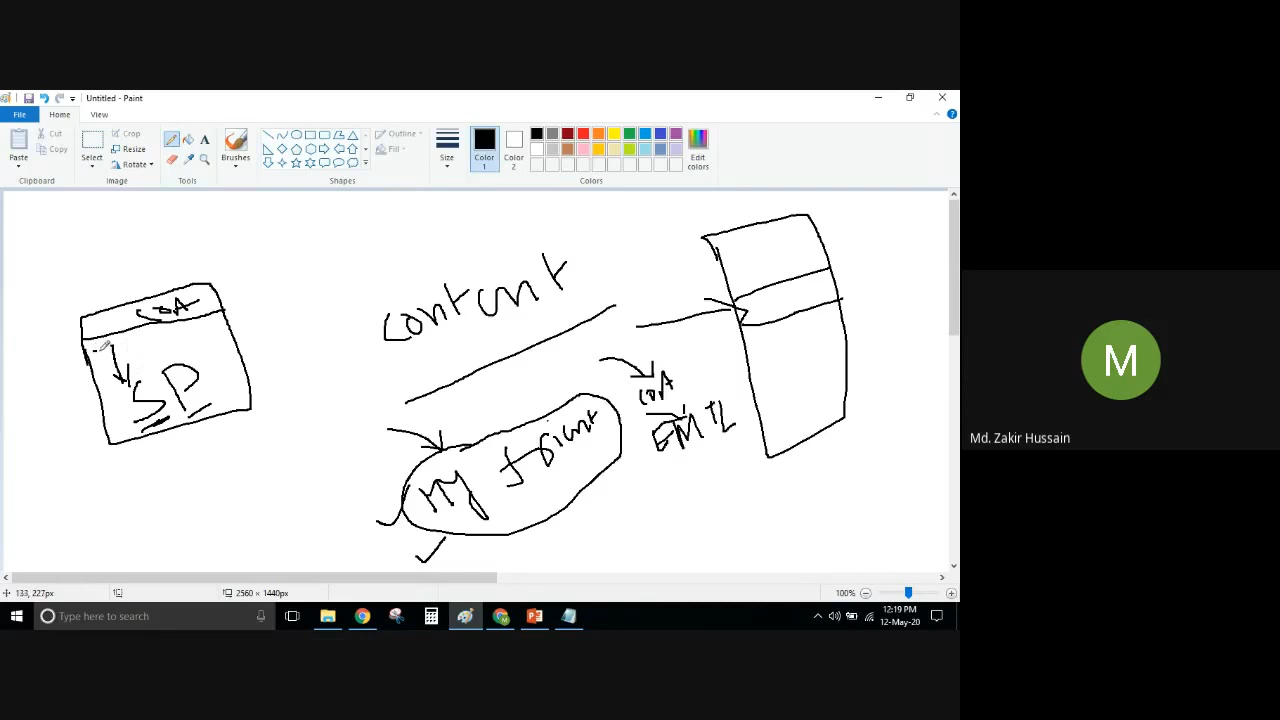 Untitled - Paint
File
Home
View
Paste
Cut
Copy
Clipboard
Select
Crop
Resize
Rotate
Image
Tools
Brushes
Shapes
Outline
Fill
Size
Color
1
Color
2
Edit
colors
Colors
content
SP
My
133, 227px
2560 × 1440px
100%
Type here to search
12:19 PM
12-May-20
M
Md. Zakir Hussain